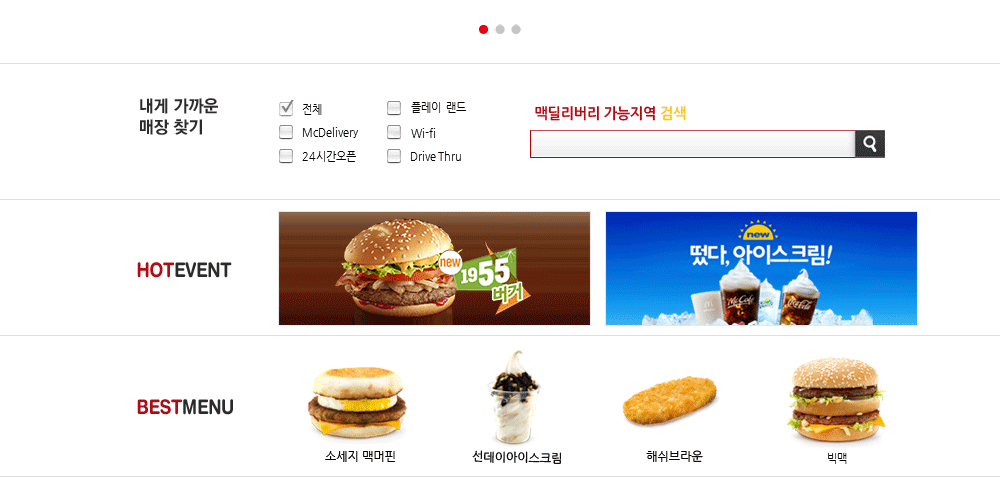 내게 가까운
매장 찾기
전체
플레이 랜드
McDelivery
Wi-fi
24시간오픈
Drive Thru
맥딜리버리 가능지역 검색
HOTEVENT
new
1955
버거
new
떴다, 아이스크림!
McCafé
Coca-Cola
BESTMENU
소세지 맥머핀
선데이아이스크림
해쉬브라운
빅맥